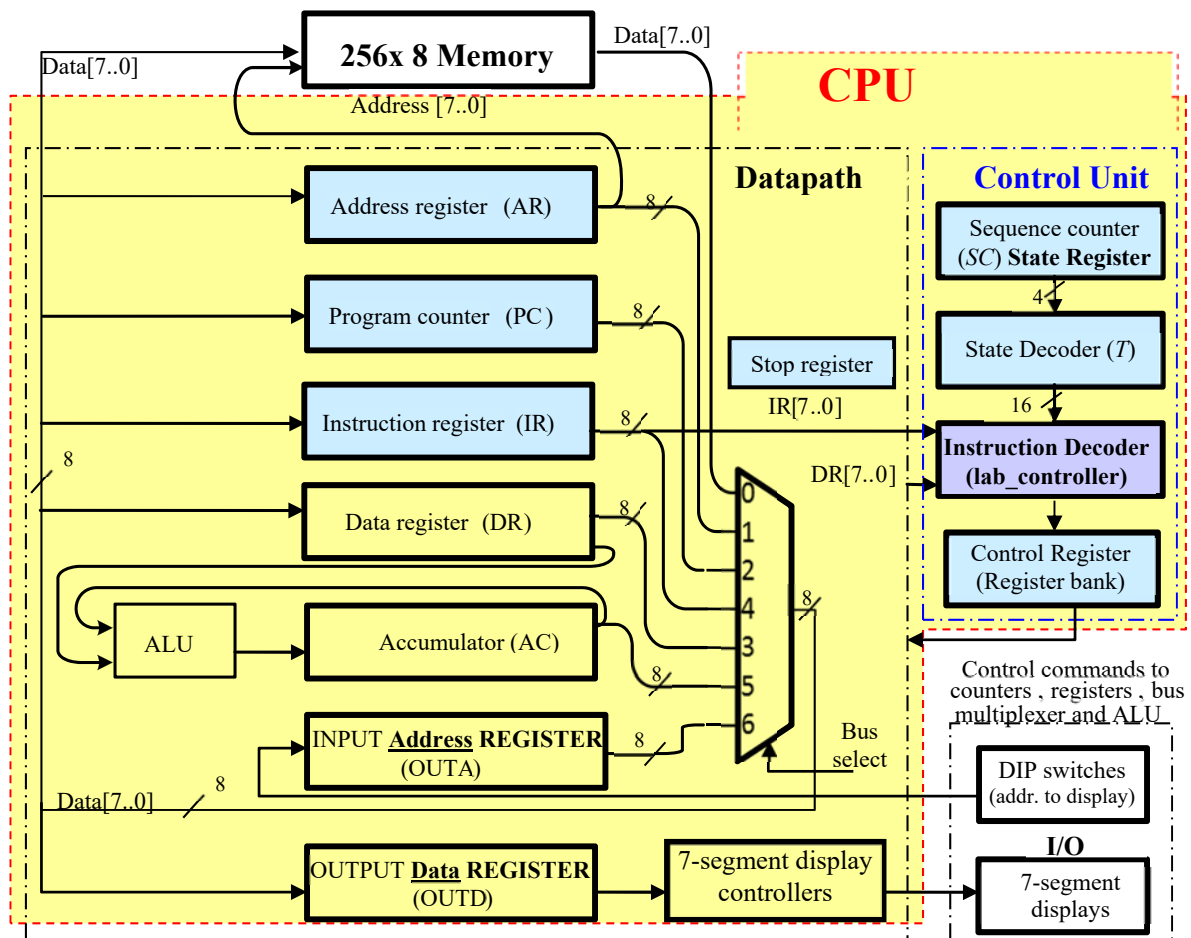 256x 8 Memory
Data[7..0]
Data[7..0]
CPU
Address [7..0]
Datapath
Control Unit
Address register (AR)
8
Sequence counter
(SC) State Register
4
Program counter (PC)
8
State Decoder (T)
Stop register
16
Instruction register (IR)
8
IR[7..0]
Instruction Decoder
(lab_controller)
8
DR[7..0]
Data register (DR)
8
0
1
2
4
3
5
6
8
Control Register
(Register bank)
ALU
Accumulator (AC)
8
Control commands to
counters , registers , bus
multiplexer and ALU
INPUT Address REGISTER
(OUTA)
8
Bus
select
DIP switches
(addr. to display)
Data[7..0]
8
I/O
OUTPUT Data REGISTER
(OUTD)
7-segment display
controllers
7-segment
displays